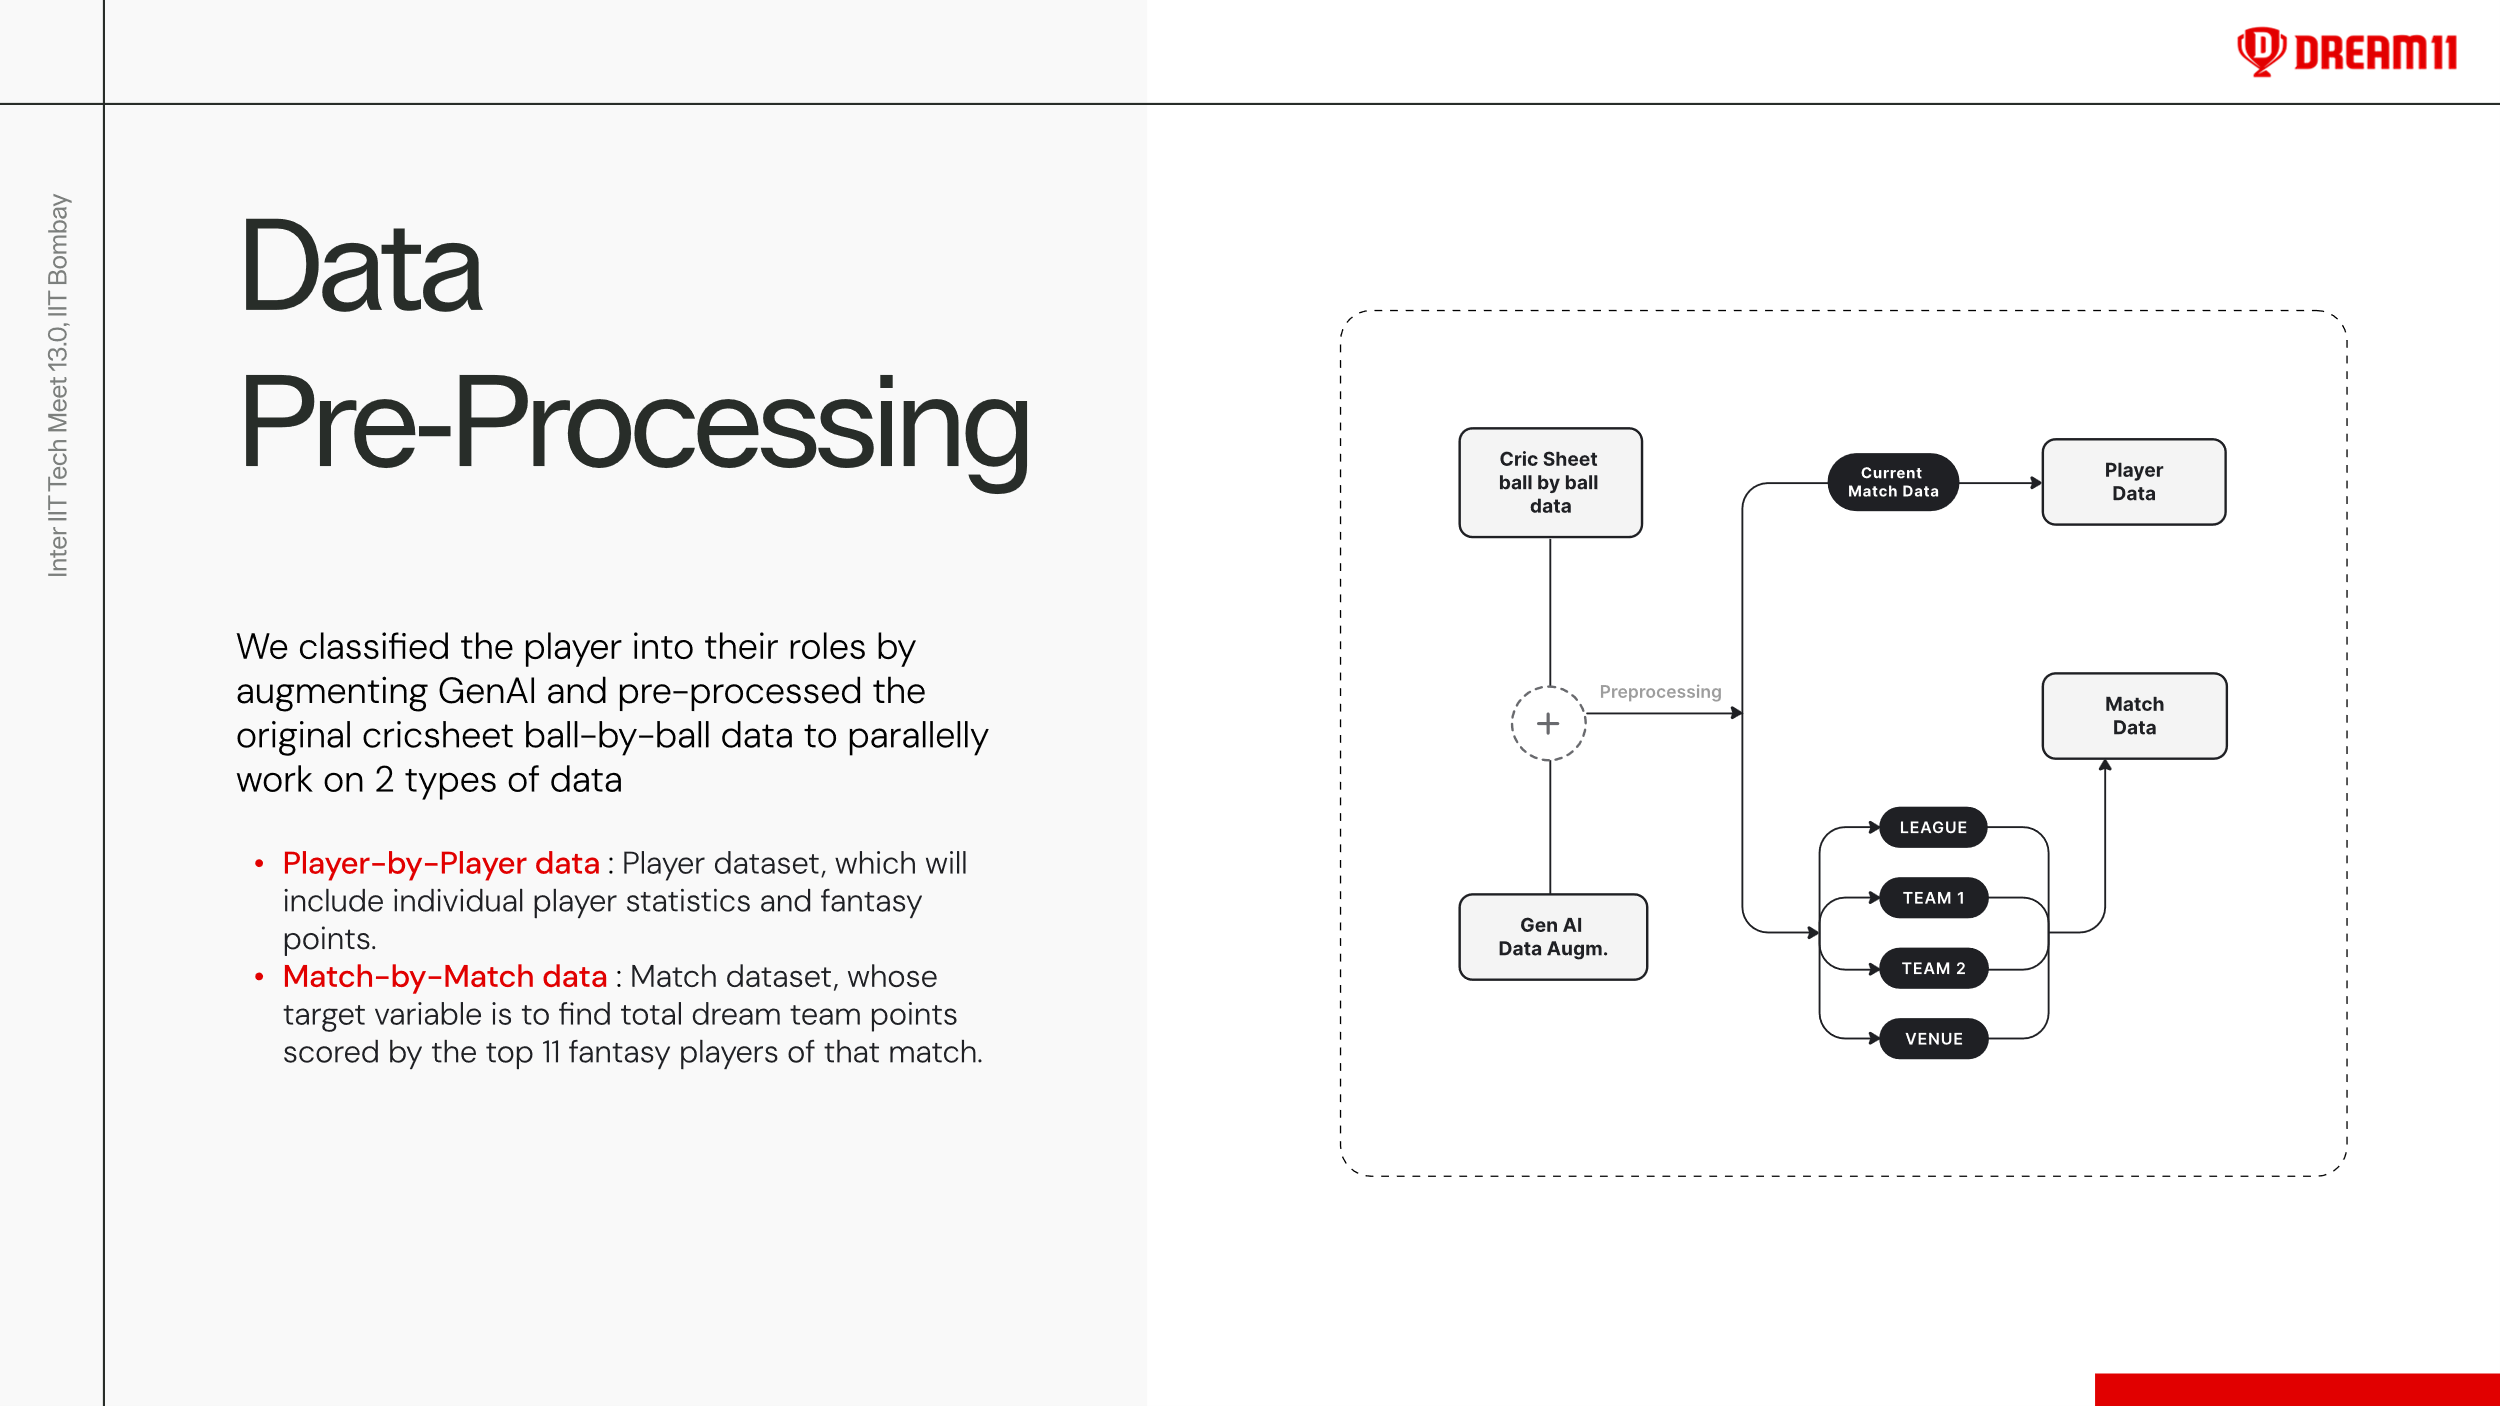 DREAM11
Inter IIT Tech Meet 13.0, IIT Bombay
Data
Pre-Processing
We classified the player into their roles by
augmenting GenAI and pre-processed the
original cricsheet ball-by-ball data to parallelly
work on 2 types of data
• Player-by-Player data : Player dataset, which will
include individual player statistics and fantasy
points.
• Match-by-Match data : Match dataset, whose
target variable is to find total dream team points
scored by the top 11 fantasy players of that match.
Cric Sheet
ball by ball
data
+
Gen AI
Data Augm.
Preprocessing
Current
Match Data
Player
Data
Match
Data
LEAGUE
TEAM 1
TEAM 2
VENUE